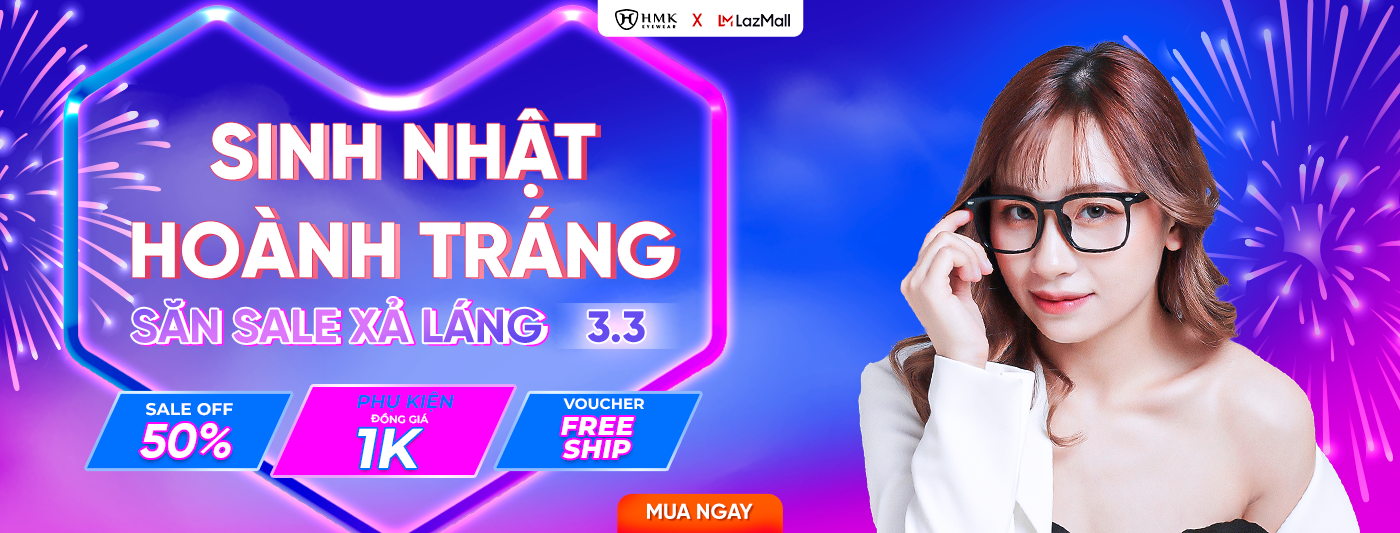 HMK
EYEWEAR
X
LM LazMall
SINH NHẬT
HOÀNH TRÁNG
SĂN SALE XẢ LÁNG 3.3
SALE OFF
50%
PHỤ KIỆN
ĐỒNG GIÁ
1K
VOUCHER
FREE
SHIP
MUA NGAY